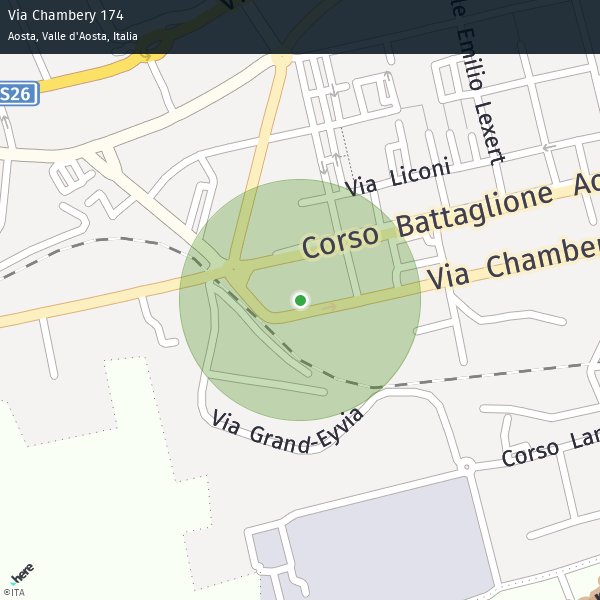 Via Chambery 174
Aosta, Valle d'Aosta, Italia
SS26
Emilio Lexert
Via Liconi
Corso Battaglione Ao
Via Chamber
Via Grand-Eyvia
Corso Lan
here
©ITA